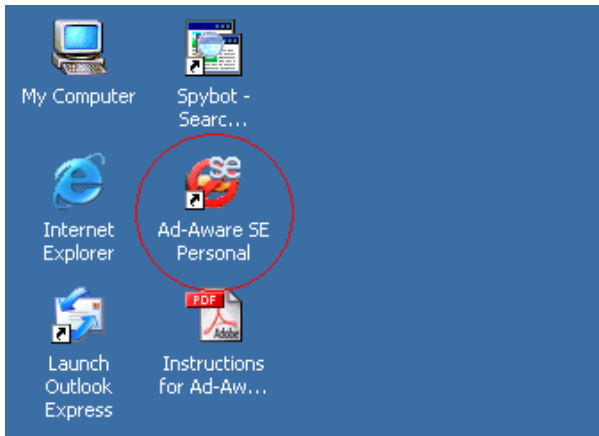 My Computer
Spybot -
Searc...
Internet
Explorer
se
Ad-Aware SE
Personal
Launch
Outlook
Express
PDF
Adobe
Instructions
for Ad-Aw...